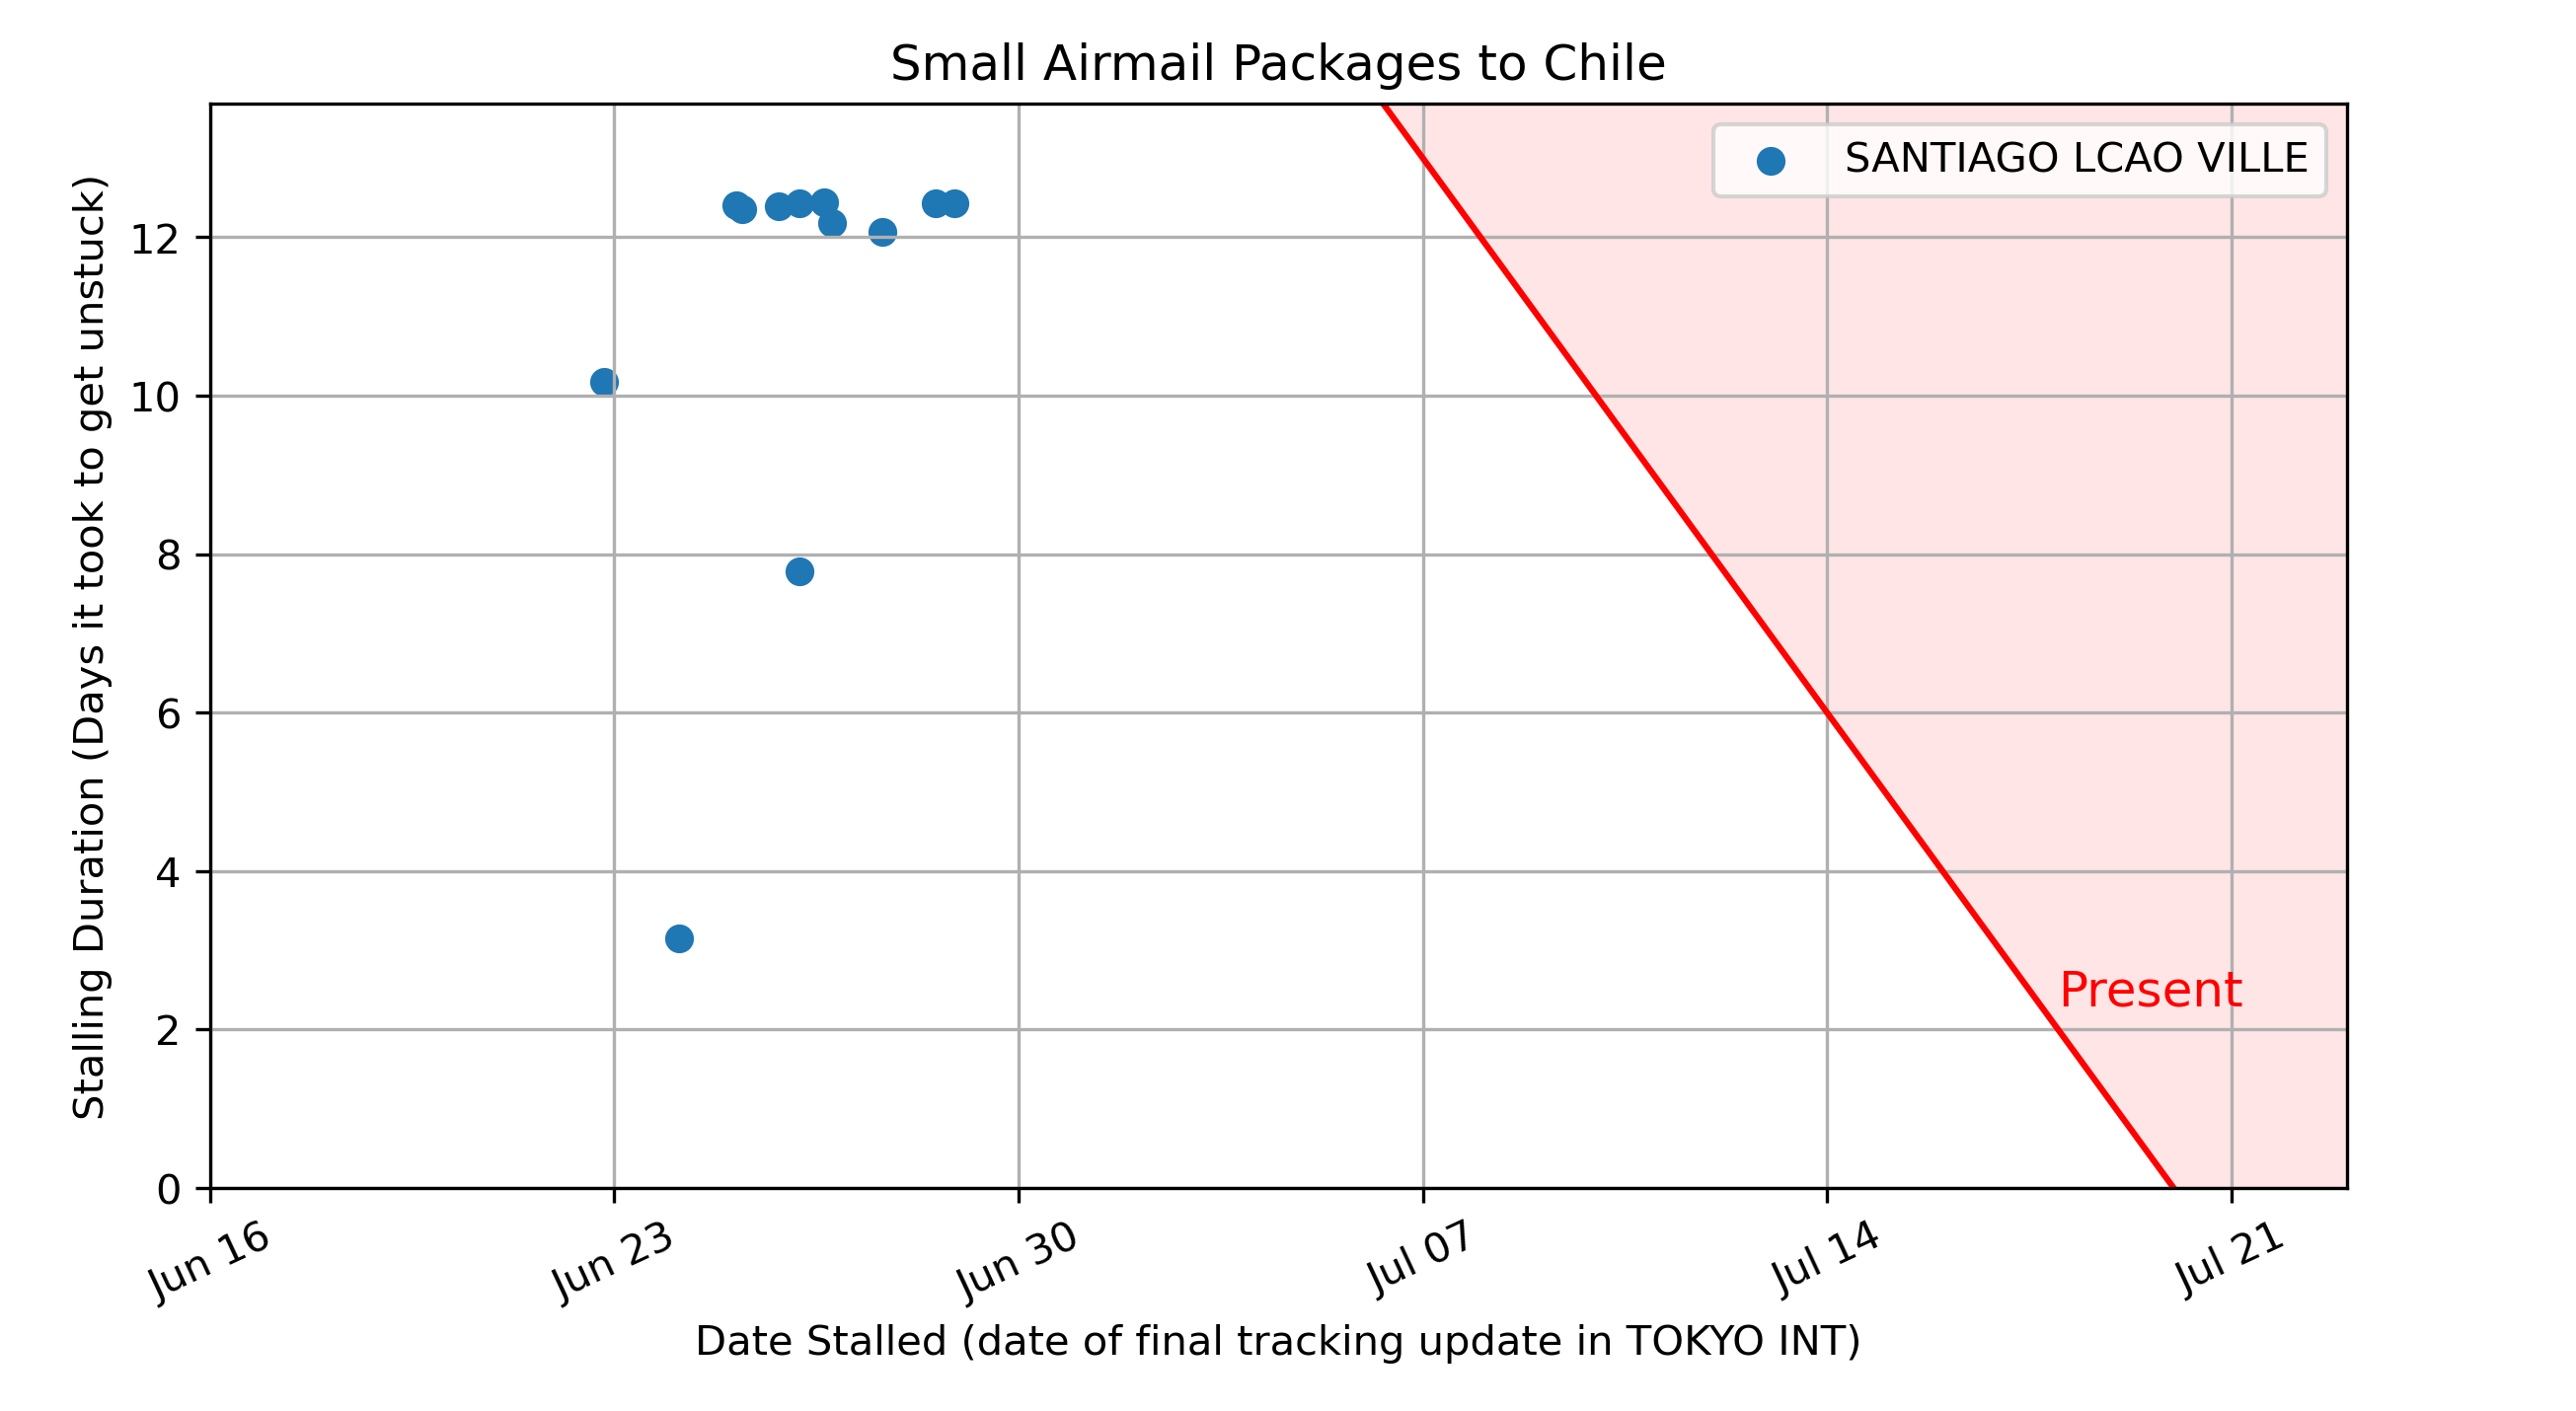 Small Airmail Packages to Chile
SANTIAGO LCAO VILLE
Stalling Duration (Days it took to get unstuck)
12
10
8
6
4
2
0
Present
Jun 16
Jun 23
Jun 30
Jul 07
Jul 14
Jul 21
Date Stalled (date of final tracking update in TOKYO INT)